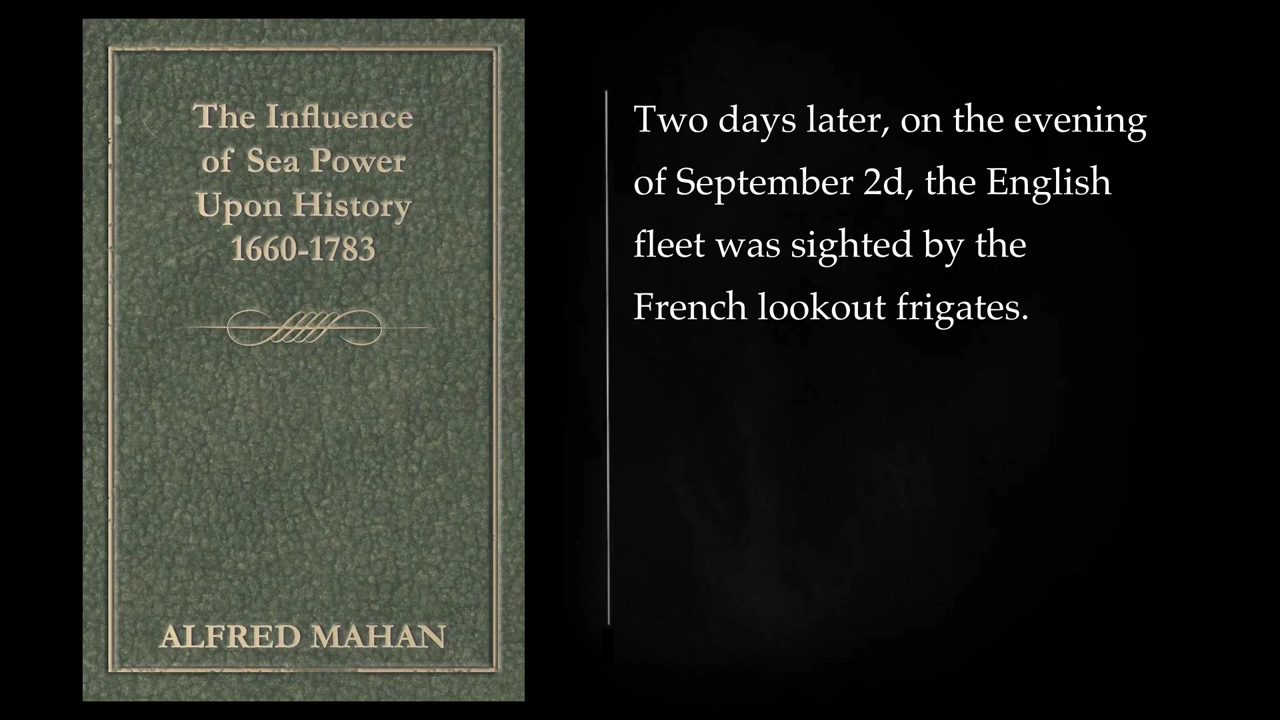 The Influence
of Sea Power
Upon History
1660-1783
ALFRED MAHAN
Two days later, on the evening
of September 2d, the English
fleet was sighted by the
French lookout frigates.